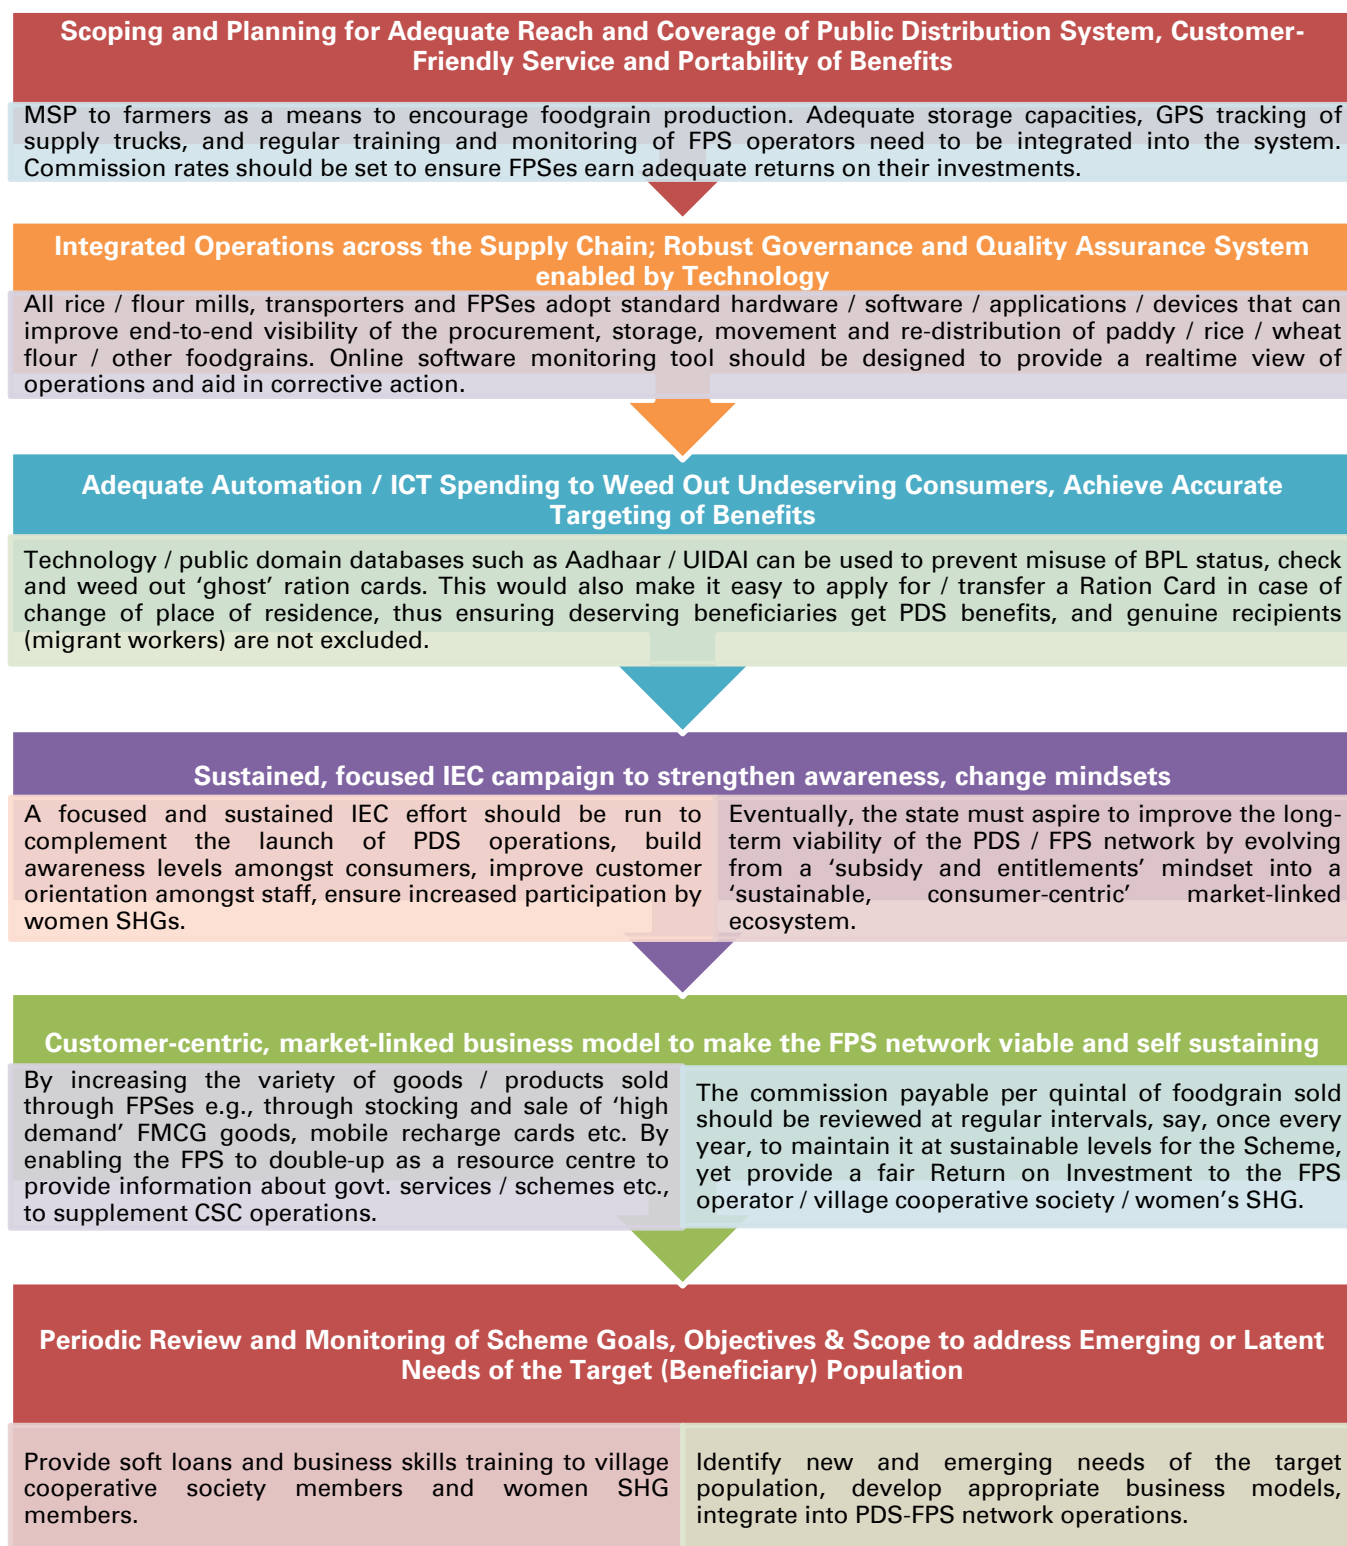 Scoping and Planning for Adequate Reach and Coverage of Public Distribution System, Customer-
Friendly Service and Portability of Benefits
MSP to farmers as a means to encourage foodgrain production. Adequate storage capacities, GPS tracking of
supply trucks, and regular training and monitoring of FPS operators need to be integrated into the system.
Commission rates should be set to ensure FPSes earn adequate returns on their investments.
Integrated Operations across the Supply Chain; Robust Governance and Quality Assurance System
enabled by Technology
All rice / flour mills, transporters and FPSes adopt standard hardware / software / applications / devices that can
improve end-to-end visibility of the procurement, storage, movement and re-distribution of paddy / rice / wheat
flour / other foodgrains. Online software monitoring tool should be designed to provide a realtime view of
operations and aid in corrective action.
Adequate Automation / ICT Spending to Weed Out Undeserving Consumers, Achieve Accurate
Targeting of Benefits
Technology / public domain databases such as Aadhaar / UIDAI can be used to prevent misuse of BPL status, check
and weed out ‘ghost’ ration cards. This would also make it easy to apply for / transfer a Ration Card in case of
change of place of residence, thus ensuring deserving beneficiaries get PDS benefits, and genuine recipients
(migrant workers) are not excluded.
Sustained, focused IEC campaign to strengthen awareness, change mindsets
A focused and sustained IEC effort should be run to
complement the launch of PDS operations, build
awareness levels amongst consumers, improve customer
orientation amongst staff, ensure increased participation by
women SHGs.
Eventually, the state must aspire to improve the long-
term viability of the PDS / FPS network by evolving
from a ‘subsidy and entitlements’ mindset into a
‘sustainable, consumer-centric’ market-linked
ecosystem.
Customer-centric, market-linked business model to make the FPS network viable and self sustaining
By increasing the variety of goods / products sold
through FPSes e.g., through stocking and sale of ‘high
demand’ FMCG goods, mobile recharge cards etc. By
enabling the FPS to double-up as a resource centre to
provide information about govt. services / schemes etc.,
to supplement CSC operations.
The commission payable per quintal of foodgrain sold
should be reviewed at regular intervals, say, once every
year, to maintain it at sustainable levels for the Scheme,
yet provide a fair Return on Investment to the FPS
operator / village cooperative society / women’s SHG.
Periodic Review and Monitoring of Scheme Goals, Objectives & Scope to address Emerging or Latent
Needs of the Target (Beneficiary) Population
Provide soft loans and business skills training to village
cooperative society members and women SHG
members.
Identify new and emerging needs of the target
population, develop appropriate business models,
integrate into PDS-FPS network operations.